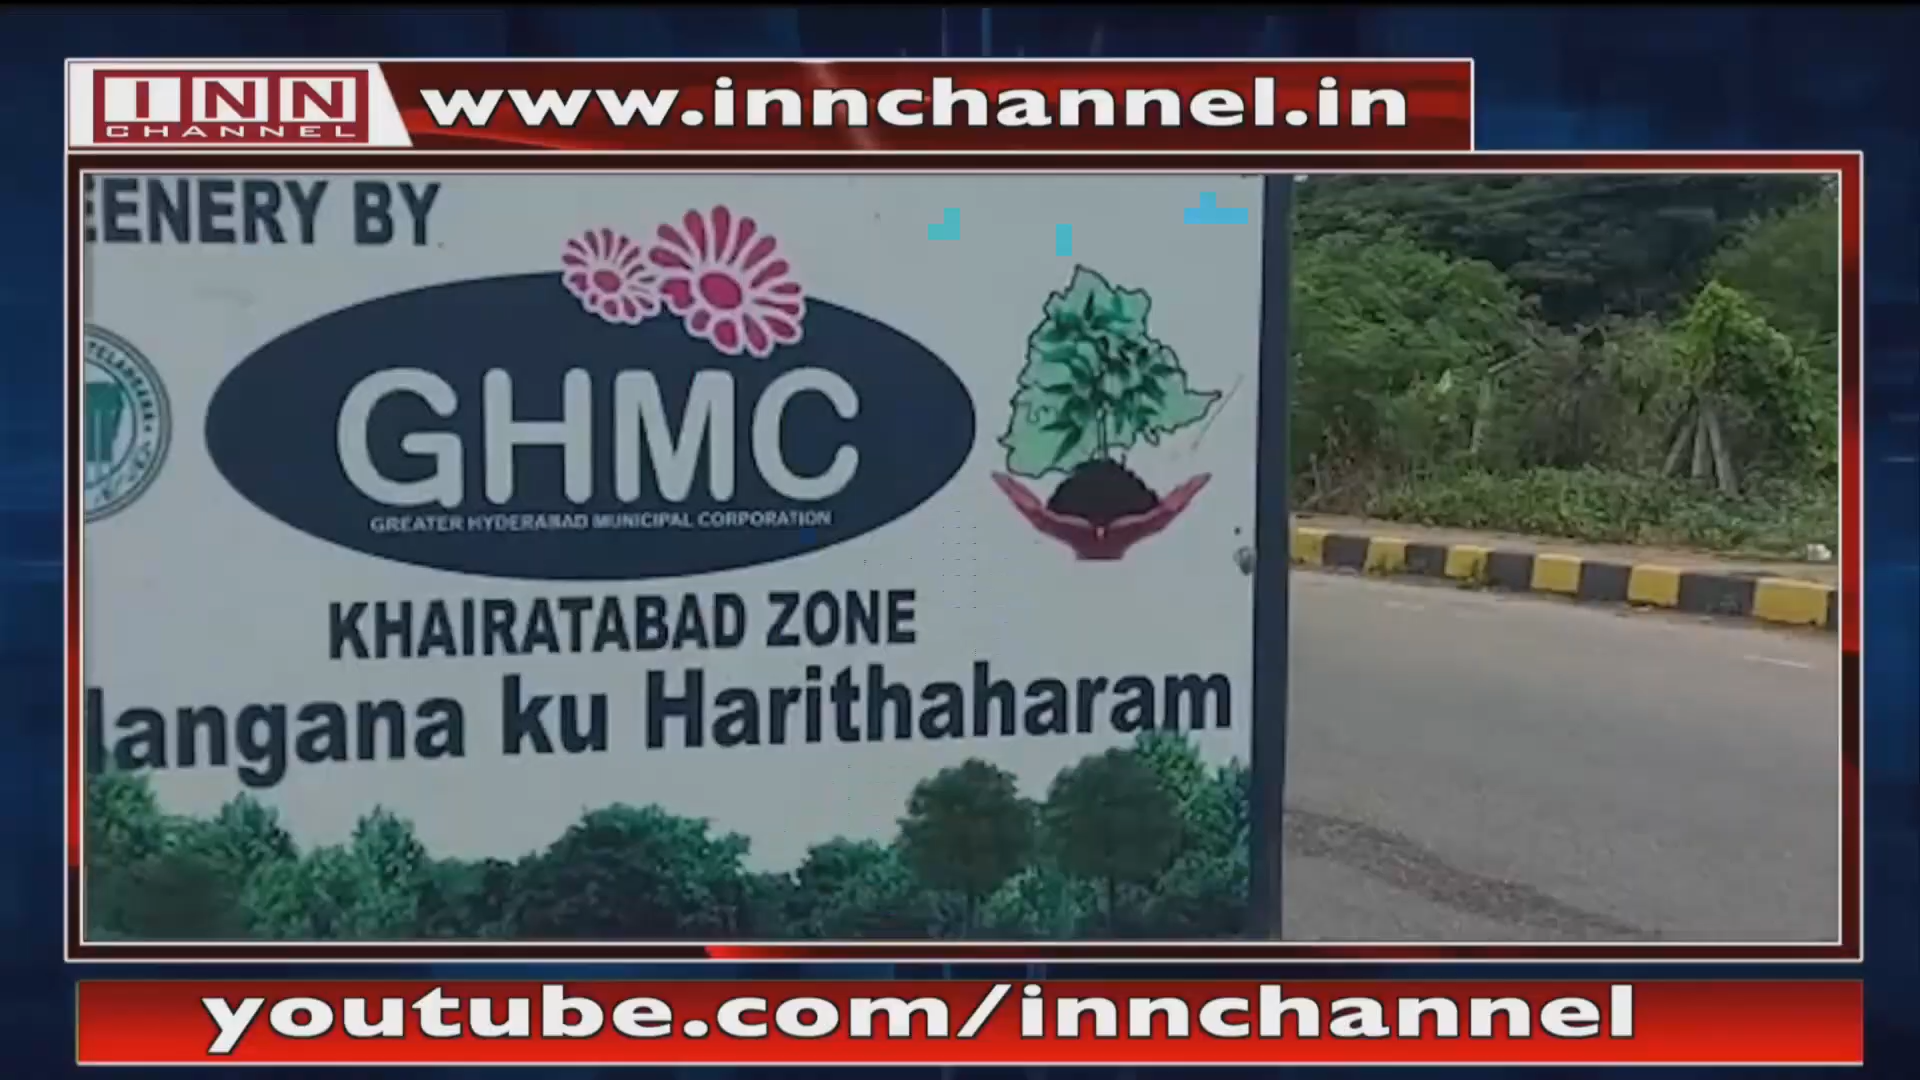 INN
CHANNEL
www.innchannel.in
EENERY BY
TELANGANA
GHMC
GREATER HYDERABAD MUNICIPAL CORPORATION
KHAIRATABAD ZONE
langana ku Harithaharam
youtube.com/innchannel